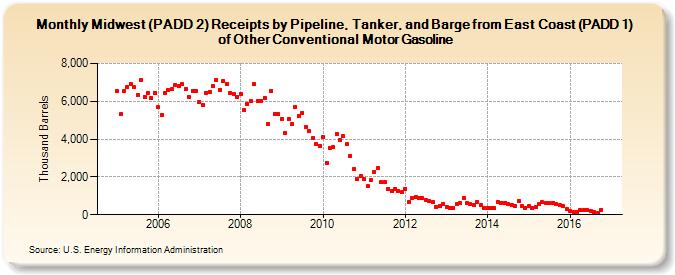 Monthly Midwest (PADD 2) Receipts by Pipeline, Tanker, and Barge from East Coast (PADD 1)
of Other Conventional Motor Gasoline
Thousand Barrels
8,000
6,000
4,000
2,000
0
2006
2008
2010
2012
2014
2016
Source: U.S. Energy Information Administration